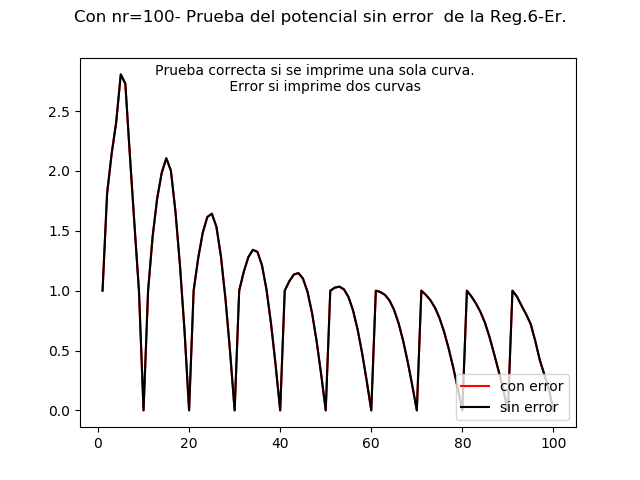 Con nr=100- Prueba del potencial sin error  de la Reg.6-Er.
Prueba correcta si se imprime una sola curva.
Error si imprime dos curvas
2.5
2.0
1.5
1.0
0.5
0.0
con error
sin error
0 20 40 60 80 100